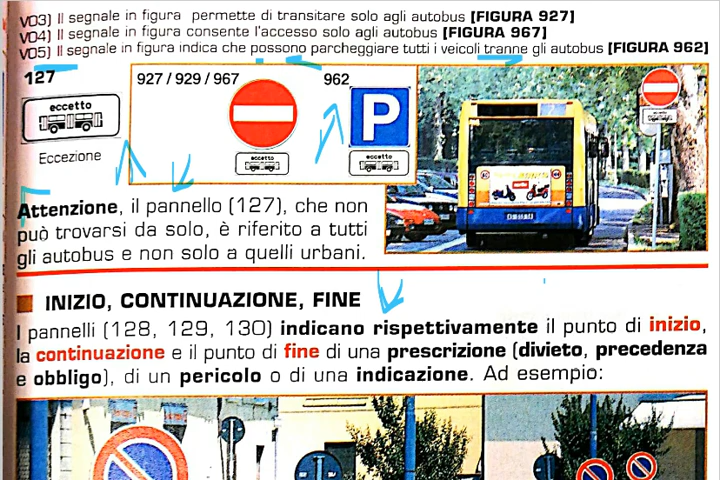 V03) Il segnale in figura permette di transitare solo agli autobus [FIGURA 927]
V04) Il segnale in figura consente l'accesso solo agli autobus [FIGURA 967]
V05) Il segnale in figura indica che possono parcheggiare tutti i veicoli tranne gli autobus [FIGURA 962]
127
927 / 929 / 967
962
eccetto
P
eccetto
eccetto
Eccezione
Attenzione, il pannello (127), che non
può trovarsi da solo, è riferito a tutti
gli autobus e non solo a quelli urbani.
INIZIO, CONTINUAZIONE, FINE
I pannelli (128, 129, 130) indicano rispettivamente il punto di inizio,
la continuazione e il punto di fine di una prescrizione (divieto, precedenza
e obbligo), di un pericolo o di una indicazione. Ad esempio: